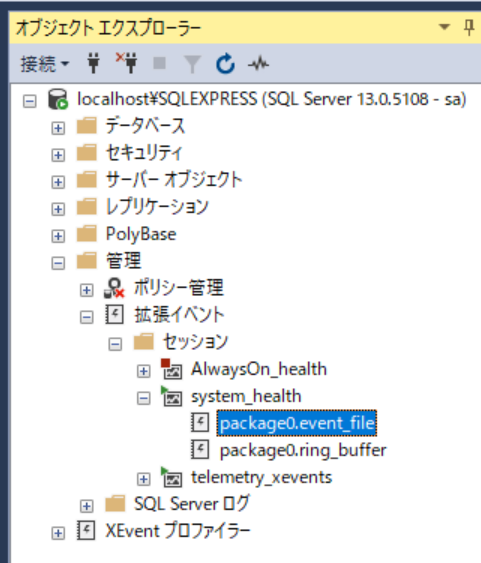 オブジェクト エクスプローラー
接続
localhost¥SQLEXPRESS (SQL Server 13.0.5108 - sa)
データベース
セキュリティ
サーバー オブジェクト
レプリケーション
PolyBase
管理
ポリシー管理
拡張イベント
セッション
AlwaysOn_health
system_health
package0.event_file
package0.ring_buffer
telemetry_xevents
SQL Server ログ
XEvent プロファイラー